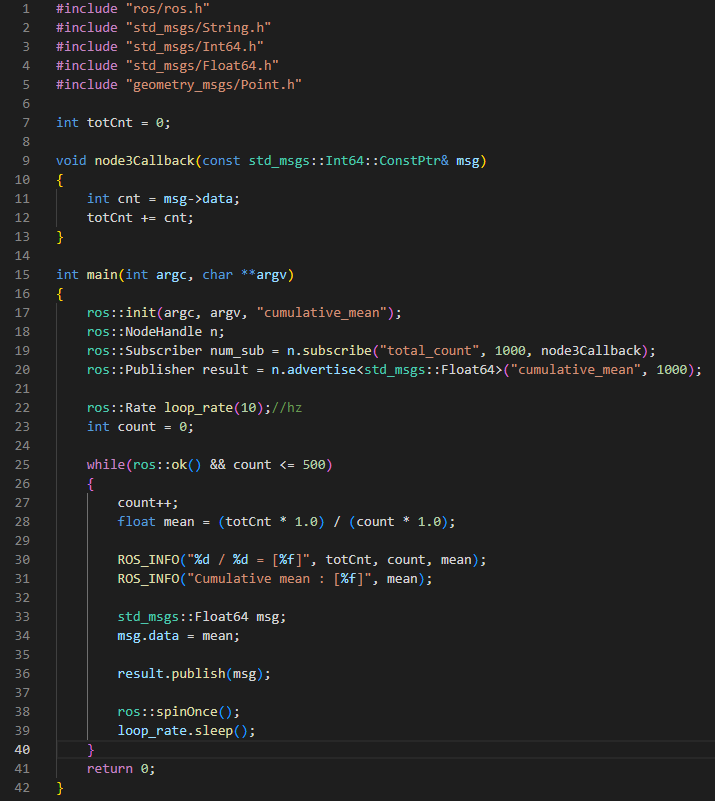 1 #include "ros/ros.h"
2 #include "std_msgs/String.h"
3 #include "std_msgs/Int64.h"
4 #include "std_msgs/Float64.h"
5 #include "geometry_msgs/Point.h"
6
7 int totCnt = 0;
8
9 void node3Callback(const std_msgs::Int64::ConstPtr& msg)
10 {
11     int cnt = msg->data;
12     totCnt += cnt;
13 }
14
15 int main(int argc, char **argv)
16 {
17     ros::init(argc, argv, "cumulative_mean");
18     ros::NodeHandle n;
19     ros::Subscriber num_sub = n.subscribe("total_count", 1000, node3Callback);
20     ros::Publisher result = n.advertise<std_msgs::Float64>("cumulative_mean", 1000);
21
22     ros::Rate loop_rate(10);//hz
23     int count = 0;
24
25     while(ros::ok() && count <= 500)
26     {
27         count++;
28         float mean = (totCnt * 1.0) / (count * 1.0);
29
30         ROS_INFO("%d / %d = [%f]", totCnt, count, mean);
31         ROS_INFO("Cumulative mean : [%f]", mean);
32
33         std_msgs::Float64 msg;
34         msg.data = mean;
35
36         result.publish(msg);
37
38         ros::spinOnce();
39         loop_rate.sleep();
40     }
41     return 0;
42 }